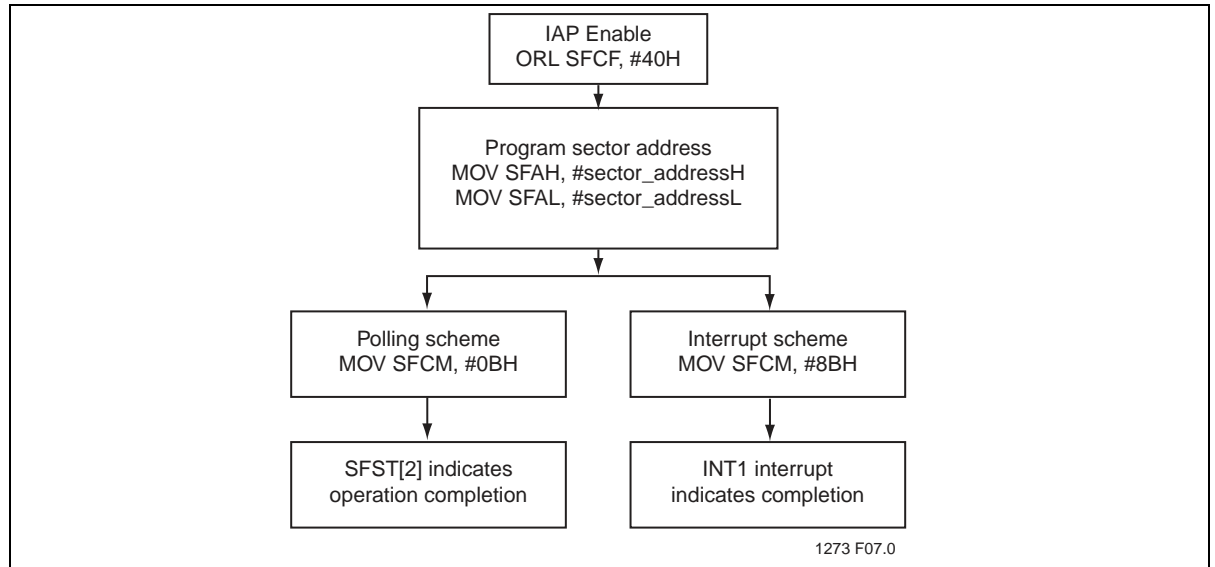 IAP Enable
ORL SFCF, #40H
Program sector address
MOV SFAH, #sector_addressH
MOV SFAL, #sector_addressL
Polling scheme
MOV SFCM, #0BH
Interrupt scheme
MOV SFCM, #8BH
SFST[2] indicates
operation completion
INT1 interrupt
indicates completion
1273 F07.0